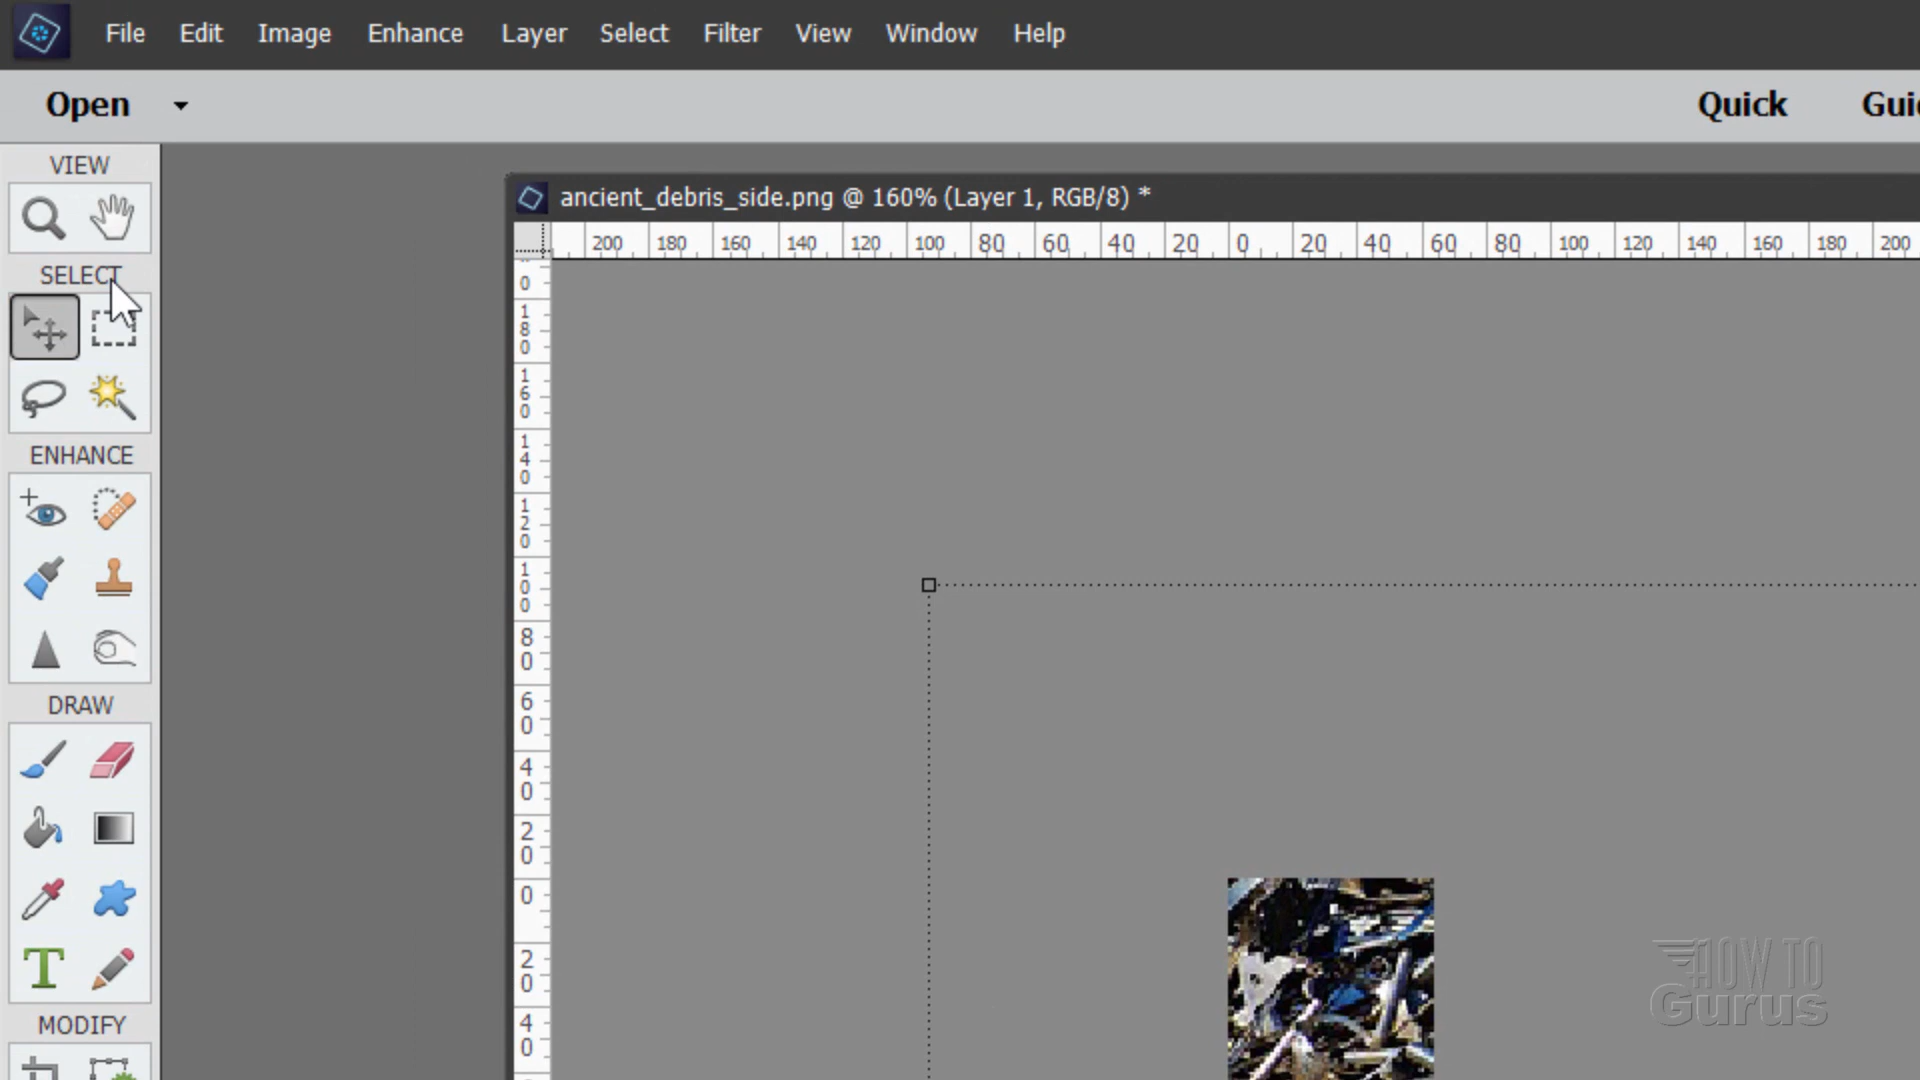 File Edit Image Enhance Layer Select Filter View Window Help
Open Quick Gui
VIEW
ancient_debris_side.png @ 160% (Layer 1, RGB/8) *
200 180 160 140 120 100 80 60 40 20 0 20 40 60 80 100 120 140 160 180 200
SELECT
0
180
160
140
120
100
80
60
40
20
0
20
40
ENHANCE
DRAW
T
MODIFY
HOW TO
Gurus